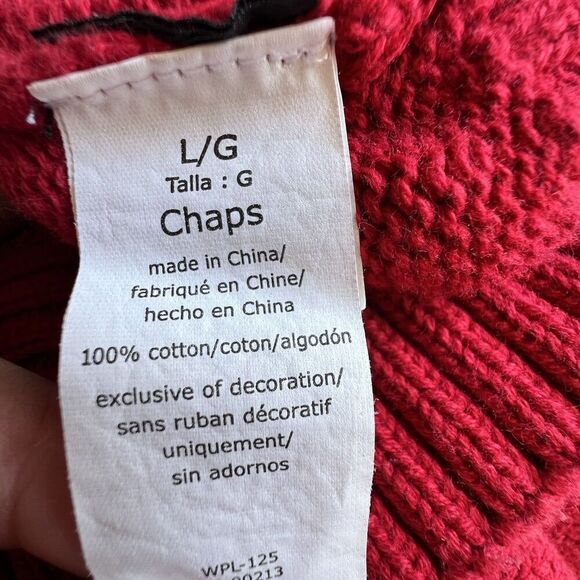 L/G
Talla : G
Chaps
made in China/
fabriqué en Chine/
hecho en China
100% cotton/coton/algodón
exclusive of decoration/
sans ruban décoratif
uniquement/
sin adornos
WPL-125